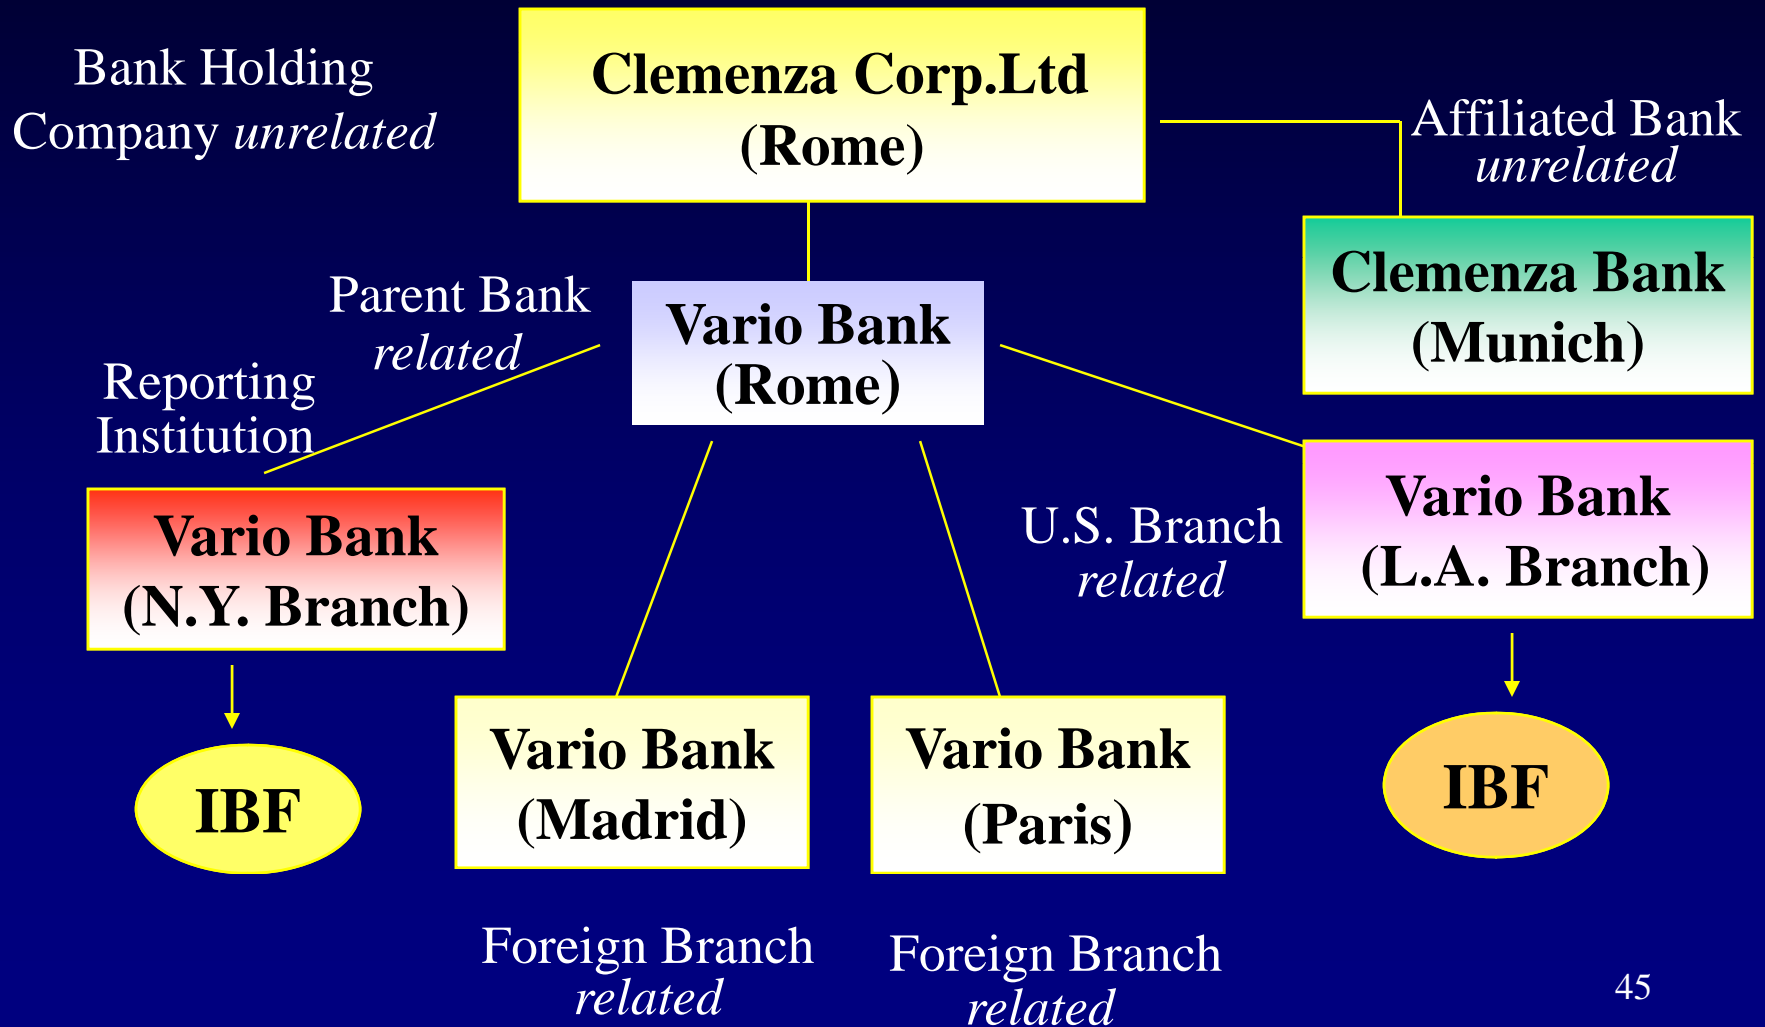 Bank Holding
Company unrelated
Clemenza Corp.Ltd
(Rome)
Affiliated Bank
unrelated
Clemenza Bank
(Munich)
Parent Bank
related
Vario Bank
(Rome)
Reporting
Institution
Vario Bank
(N.Y. Branch)
U.S. Branch
related
Vario Bank
(L.A. Branch)
IBF
Vario Bank
(Madrid)
Vario Bank
(Paris)
IBF
Foreign Branch
related
Foreign Branch
related
45